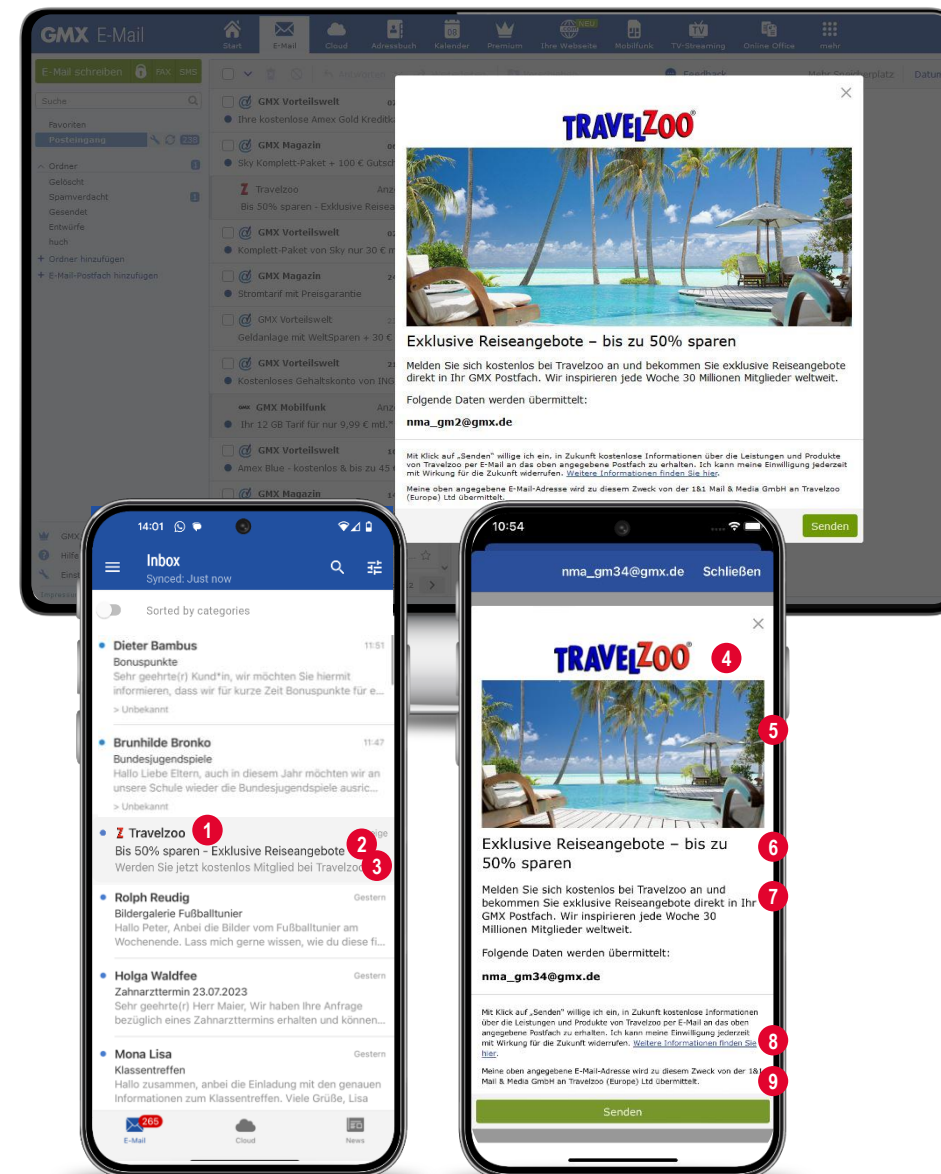 GMX E-Mail
Start
E-Mail
Cloud
Adressbuch
Kalender
Premium
NEU
Ihre Webseite
Mobilfunk
TV-Streaming
Online Office
mehr
E-Mail schreiben FAX SMS
Feedback
Mehr Speicherplatz
Datum
Suche
Favoriten
Posteingang 239
Ordner
Gelöscht
Spamverdacht
Gesendet
Entwürfe
huch
+ Ordner hinzufügen
+ E-Mail-Postfach hinzufügen
GMX
Hilfe
Einst
Impressu
GMX Vorteilswelt
Ihre kostenlose Amex Gold Kreditk
GMX Magazin
Sky Komplett-Paket + 100 € Gutsch
Z Travelzoo Anz
Bis 50% sparen - Exklusive Reisea
GMX Vorteilswelt
Komplett-Paket von Sky nur 30 € m
GMX Magazin
Stromtarif mit Preisgarantie
GMX Vorteilswelt
Geldanlage mit WeltSparen + 30 €
GMX Vorteilswelt
Kostenloses Gehaltskonto von ING
GMX GMX Mobilfunk Anz
Ihr 12 GB Tarif für nur 9,99 € mtl.*
GMX Vorteilswelt
Amex Blue - kostenlos & bis zu 45
GMX Magazin
TRAVELZOO®
Exklusive Reiseangebote – bis zu 50% sparen
Melden Sie sich kostenlos bei Travelzoo an und bekommen Sie exklusive Reiseangebote
direkt in Ihr GMX Postfach. Wir inspirieren jede Woche 30 Millionen Mitglieder weltweit.
Folgende Daten werden übermittelt:
nma_gm2@gmx.de
Mit Klick auf „Senden" willige ich ein, in Zukunft kostenlose Informationen über die Leistungen und Produkte
von Travelzoo per E-Mail an das oben angegebene Postfach zu erhalten. Ich kann meine Einwilligung jederzeit
mit Wirkung für die Zukunft widerrufen. Weitere Informationen finden Sie hier.
Meine oben angegebene E-Mail-Adresse wird zu diesem Zweck von der 1&1 Mail & Media GmbH an Travelzoo
(Europe) Ltd übermittelt.
Senden
14:01
Inbox
Synced: Just now
Sorted by categories
Dieter Bambus 11:51
Bonuspunkte
Sehr geehrte(r) Kund*in, wir möchten Sie hiermit
informieren, dass wir für kurze Zeit Bonuspunkte für e...
> Unbekannt
Brunhilde Bronko 11:47
Bundesjugendspiele
Hallo Liebe Eltern, auch in diesem Jahr möchten wir an
unsere Schule wieder die Bundesjugendspiele ausric...
> Unbekannt
Z Travelzoo 1
Bis 50% sparen - Exklusive Reiseangebote 2
Werden Sie jetzt kostenlos Mitglied bei Travelzoo 3
Rolph Reudig Gestern
Bildergalerie Fußballtunier
Hallo Peter, Anbei die Bilder vom Fußballtunier am
Wochenende. Lass mich gerne wissen, wie du diese fi...
Holga Waldfee Gestern
Zahnarzttermin 23.07.2023
Sehr geehrte(r) Herr Maier, Wir haben Ihre Anfrage
bezüglich eines Zahnarzttermins erhalten und können...
Mona Lisa Gestern
Klassentreffen
Hallo zusammen, anbei die Einladung mit den genauen
Informationen zum Klassentreffen. Viele Grüße, Lisa
265
E-Mail
Cloud
News
10:54
nma_gm34@gmx.de Schließen
TRAVELZOO® 4
5
Exklusive Reiseangebote – bis zu 6
50% sparen
Melden Sie sich kostenlos bei Travelzoo an und 7
bekommen Sie exklusive Reiseangebote direkt in Ihr
GMX Postfach. Wir inspirieren jede Woche 30
Millionen Mitglieder weltweit.
Folgende Daten werden übermittelt:
nma_gm34@gmx.de
Mit Klick auf „Senden" willige ich ein, in Zukunft kostenlose Informationen
über die Leistungen und Produkte von Travelzoo per E-Mail an das oben
angegebene Postfach zu erhalten. Ich kann meine Einwilligung jederzeit
mit Wirkung für die Zukunft widerrufen. Weitere Informationen finden Sie 8
hier.
Meine oben angegebene E-Mail-Adresse wird zu diesem Zweck von der 1&1 9
Mail & Media GmbH an Travelzoo (Europe) Ltd übermittelt.
Senden